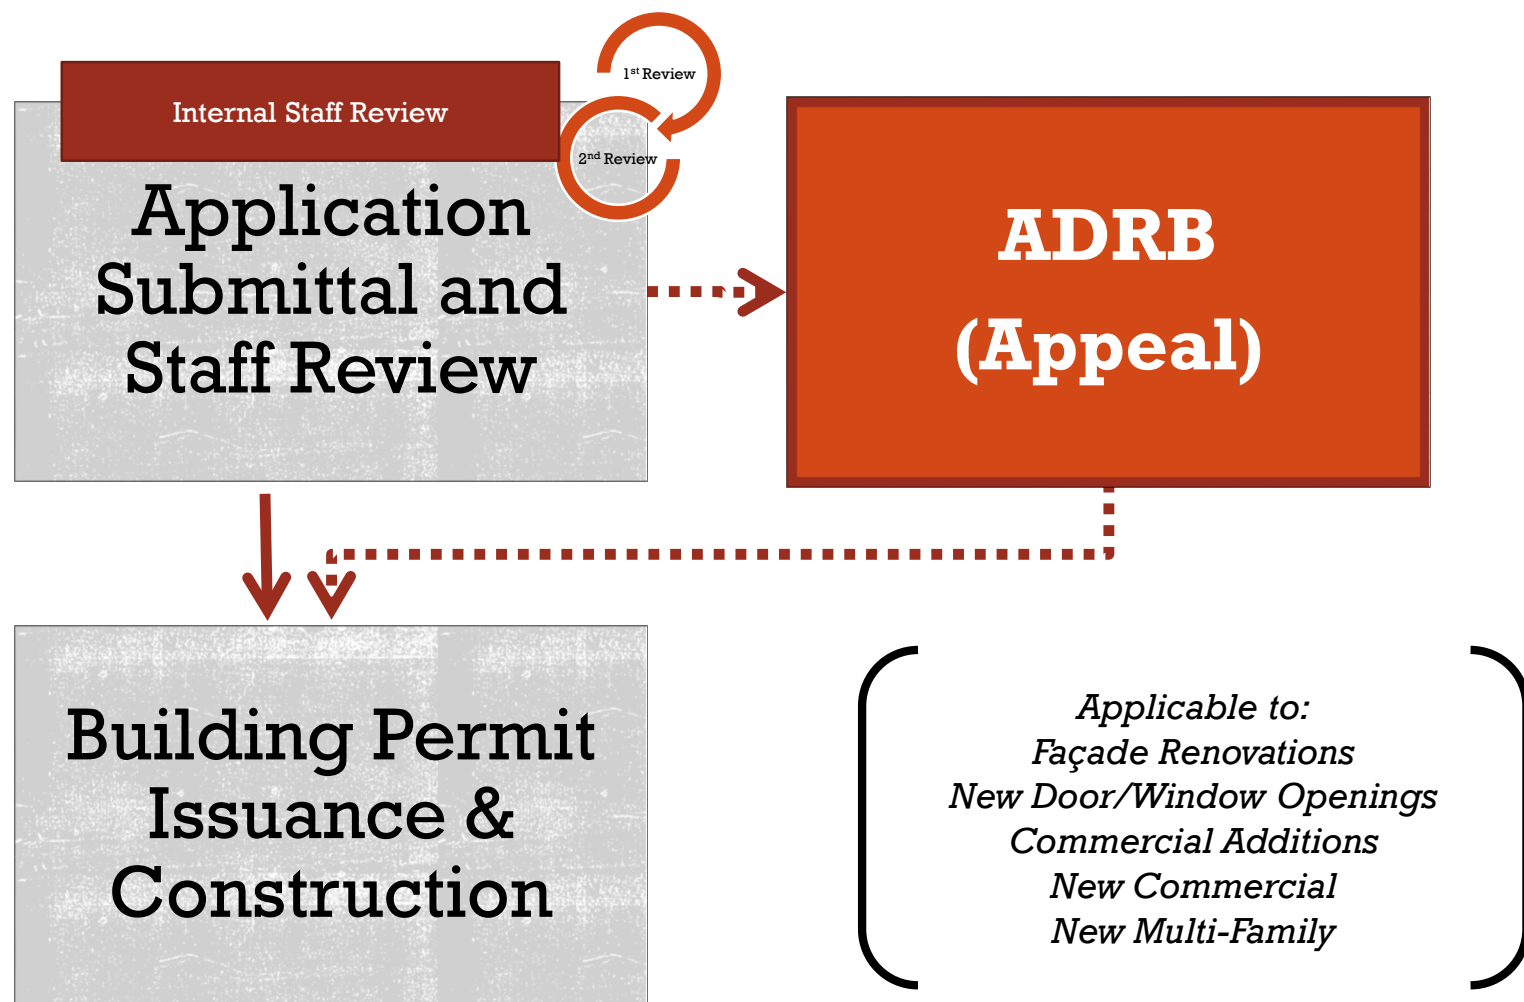 1st Review
Internal Staff Review
2nd Review
Application
Submittal and
Staff Review
ADRB
(Appeal)
Building Permit
Issuance &
Construction
Applicable to:
Façade Renovations
New Door/Window Openings
Commercial Additions
New Commercial
New Multi-Family